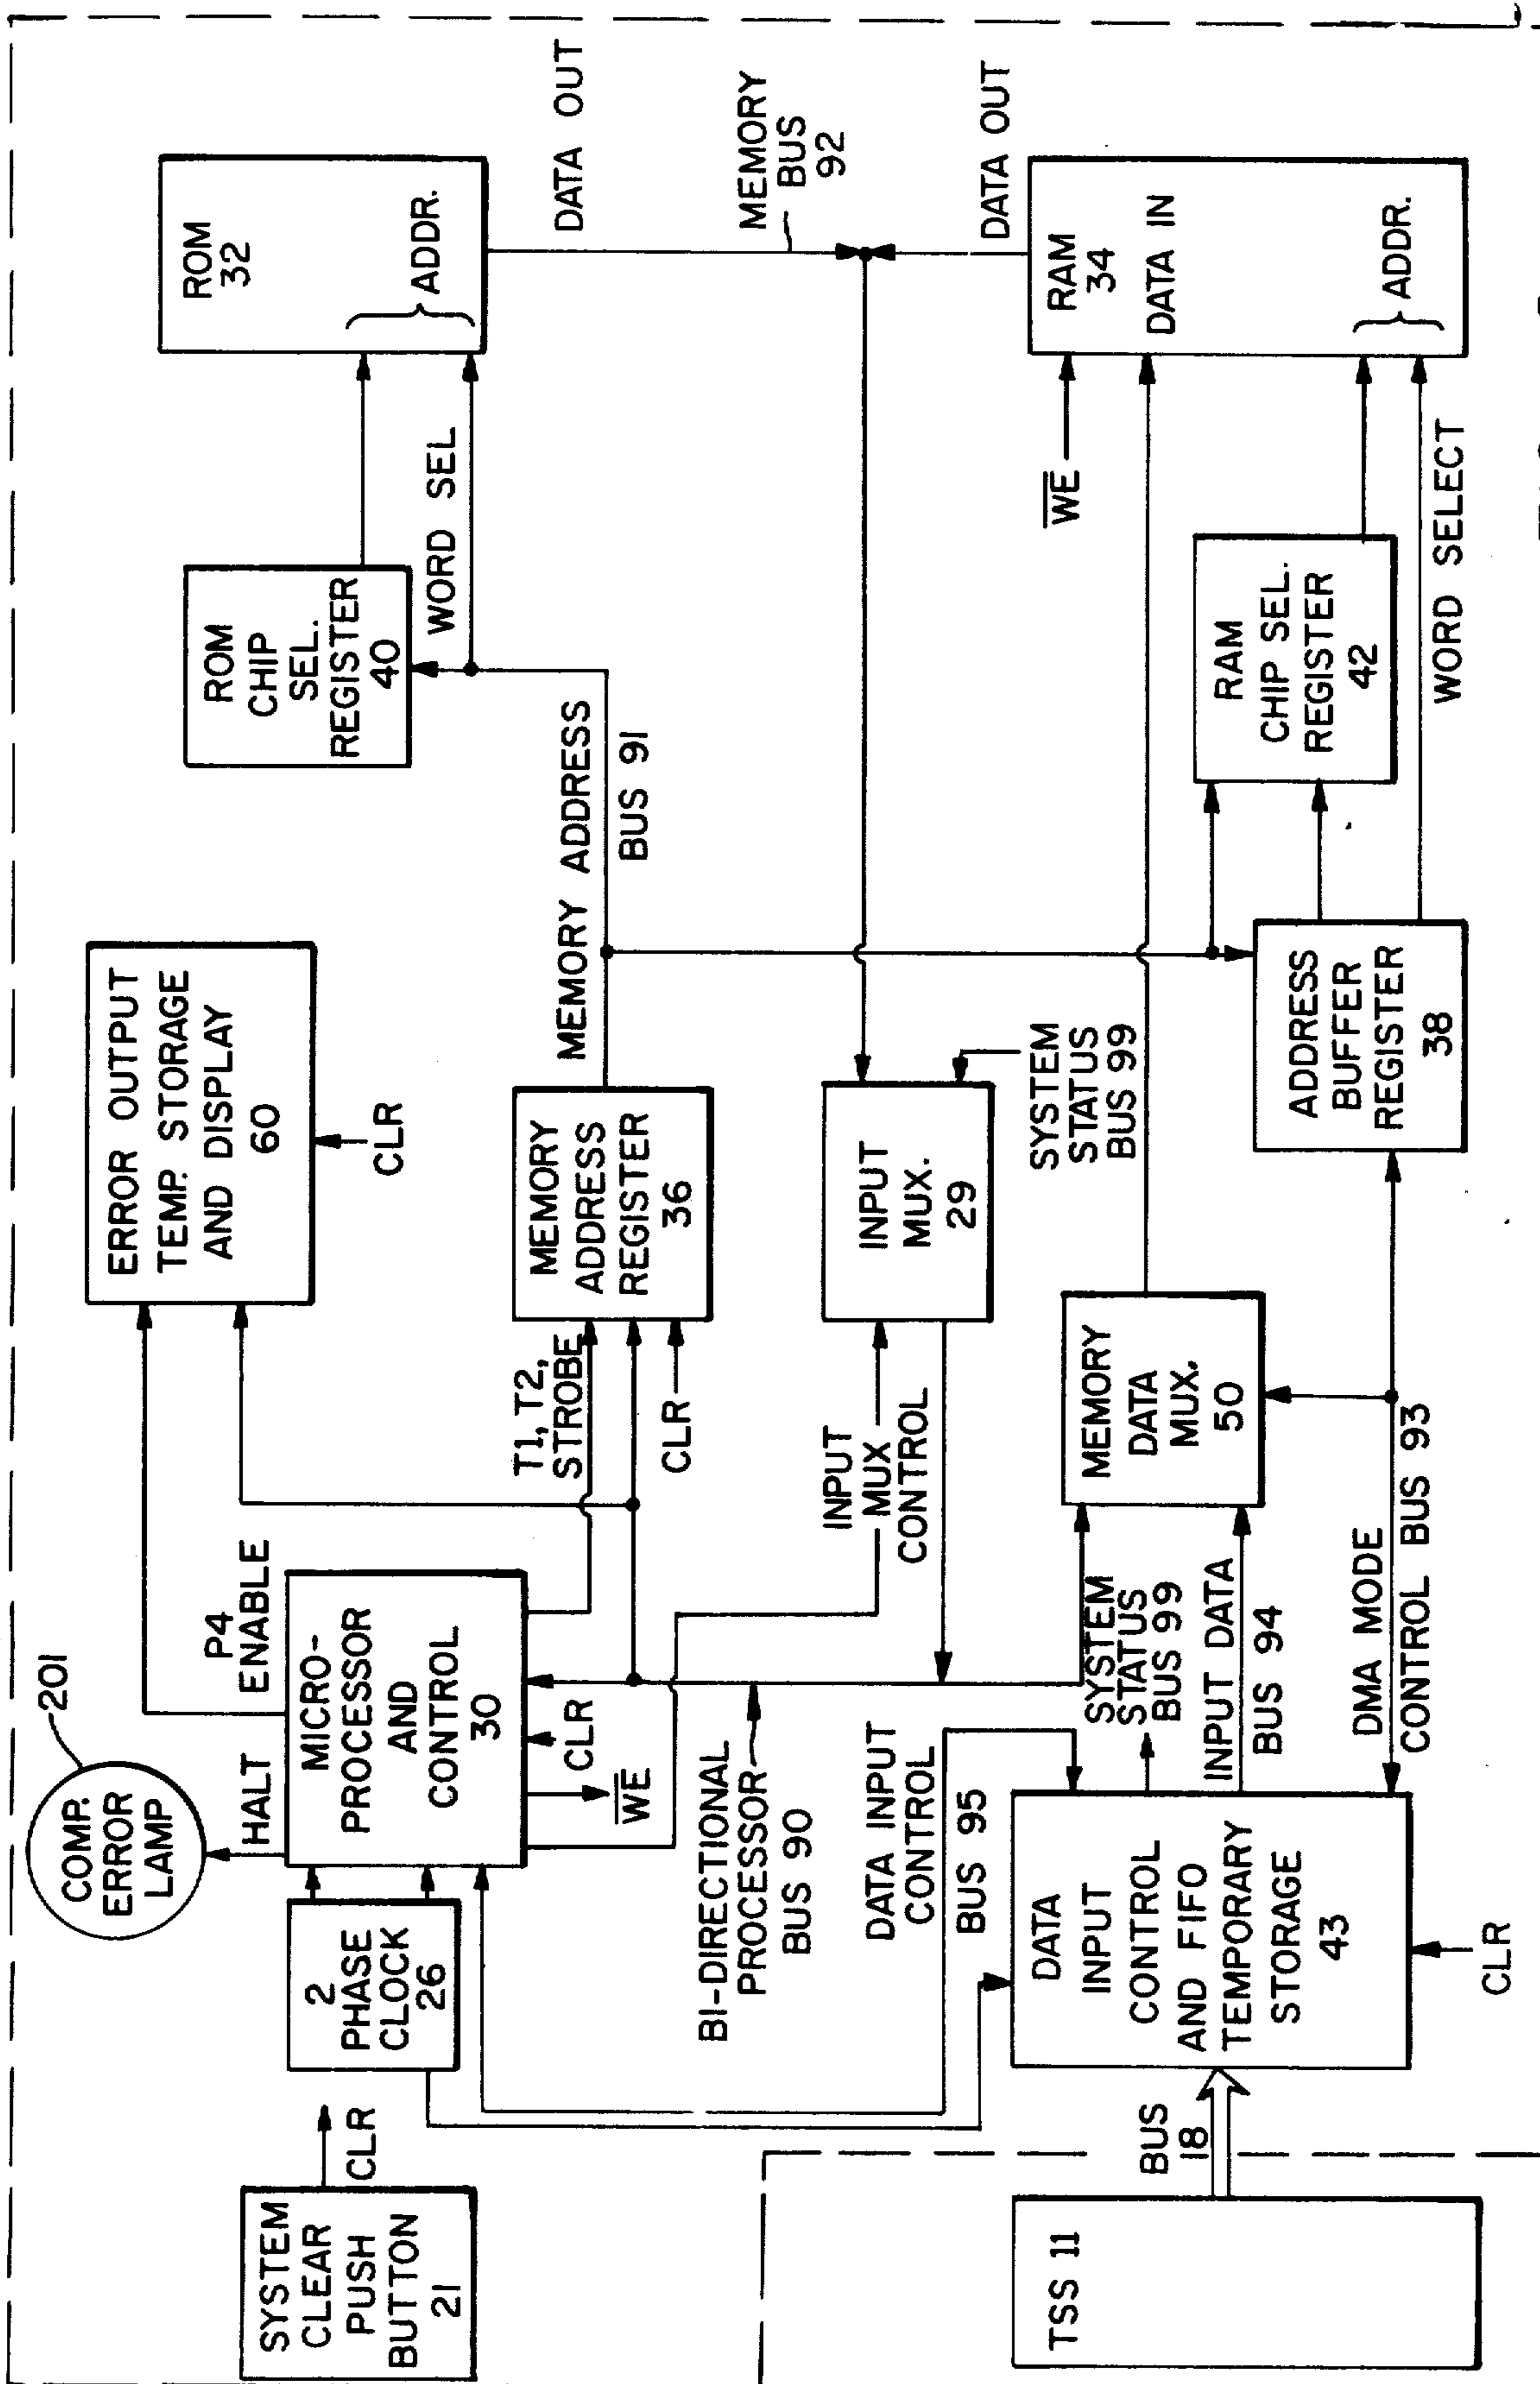 SYSTEM
CLEAR
PUSH
BUTTON
21
CLR
2
PHASE
CLOCK
26
COMP.
ERROR
LAMP
201
HALT
P4
ENABLE
MICRO-
PROCESSOR
AND
CONTROL
30
CLR
WE
ERROR OUTPUT
TEMP. STORAGE
AND DISPLAY
60
CLR
T1, T2,
STROBE
CLR
MEMORY
ADDRESS
REGISTER
36
MEMORY ADDRESS
BUS 91
ROM
CHIP
SEL.
REGISTER
40
WORD SEL
ROM
32
ADDR.
DATA OUT
MEMORY
BUS
92
DATA OUT
BI-DIRECTIONAL
PROCESSOR
BUS 90
INPUT
MUX
CONTROL
INPUT
MUX.
29
SYSTEM
STATUS
BUS 99
DATA INPUT
CONTROL
BUS 95
SYSTEM
STATUS
BUS 99
INPUT DATA
BUS 94
MEMORY
DATA
MUX.
50
DMA MODE
CONTROL BUS 93
DATA
INPUT
CONTROL
AND FIFO
TEMPORARY
STORAGE
43
CLR
TSS 11
BUS
18
ADDRESS
BUFFER
REGISTER
38
RAM
CHIP SEL.
REGISTER
42
WORD SELECT
WE
RAM
34
DATA IN
ADDR.